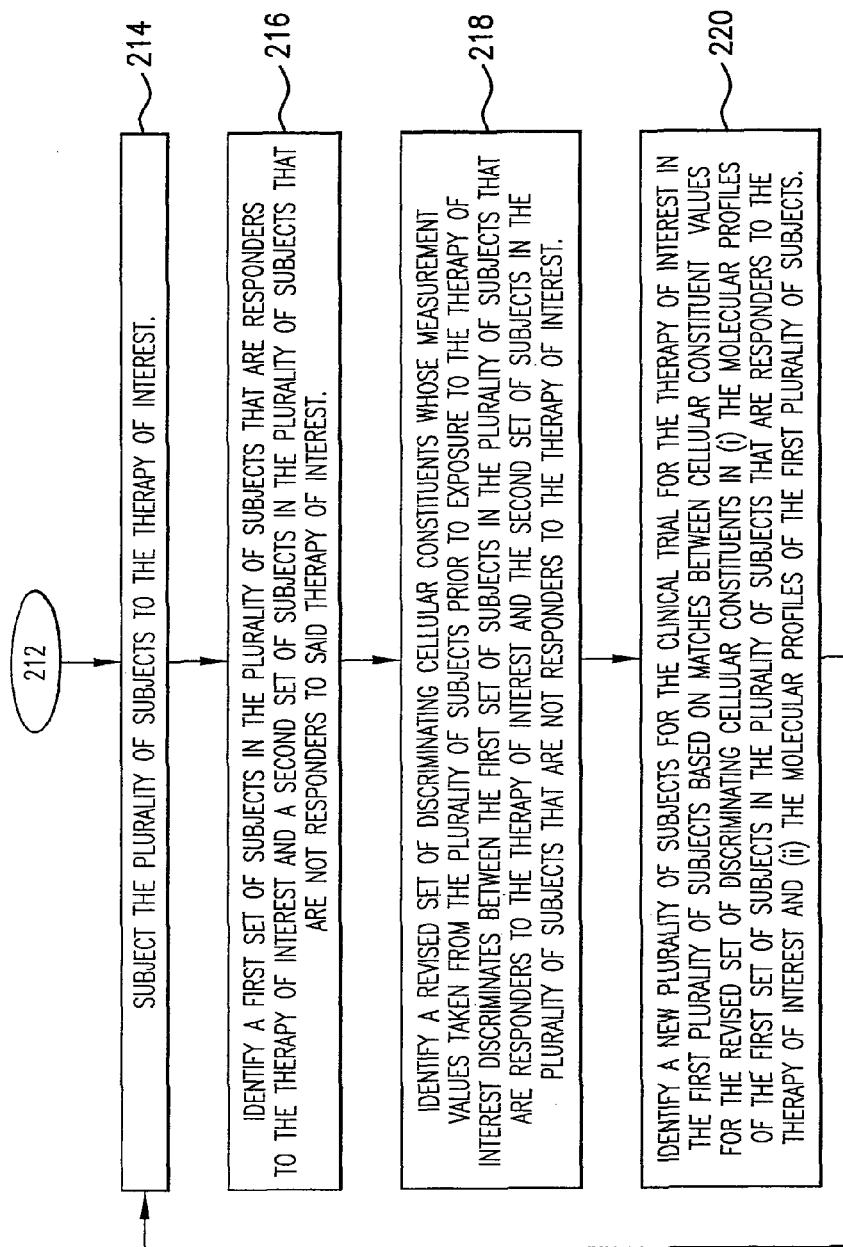 212
SUBJECT THE PLURALITY OF SUBJECTS TO THE THERAPY OF INTEREST.
214
IDENTIFY A FIRST SET OF SUBJECTS IN THE PLURALITY OF SUBJECTS THAT ARE RESPONDERS
TO THE THERAPY OF INTEREST AND A SECOND SET OF SUBJECTS IN THE PLURALITY OF SUBJECTS THAT
ARE NOT RESPONDERS TO SAID THERAPY OF INTEREST.
216
IDENTIFY A REVISED SET OF DISCRIMINATING CELLULAR CONSTITUENTS WHOSE MEASUREMENT
VALUES TAKEN FROM THE PLURALITY OF SUBJECTS PRIOR TO EXPOSURE TO THE THERAPY OF
INTEREST DISCRIMINATES BETWEEN THE FIRST SET OF SUBJECTS IN THE PLURALITY OF SUBJECTS THAT
ARE RESPONDERS TO THE THERAPY OF INTEREST AND THE SECOND SET OF SUBJECTS IN THE
PLURALITY OF SUBJECTS THAT ARE NOT RESPONDERS TO THE THERAPY OF INTEREST.
218
IDENTIFY A NEW PLURALITY OF SUBJECTS FOR THE CLINICAL TRIAL FOR THE THERAPY OF INTEREST IN
THE FIRST PLURALITY OF SUBJECTS BASED ON MATCHES BETWEEN CELLULAR CONSTITUENT VALUES
FOR THE REVISED SET OF DISCRIMINATING CELLULAR CONSTITUENTS IN (i) THE MOLECULAR PROFILES
OF THE FIRST SET OF SUBJECTS IN THE PLURALITY OF SUBJECTS THAT ARE RESPONDERS TO THE
THERAPY OF INTEREST AND (ii) THE MOLECULAR PROFILES OF THE FIRST PLURALITY OF SUBJECTS.
220